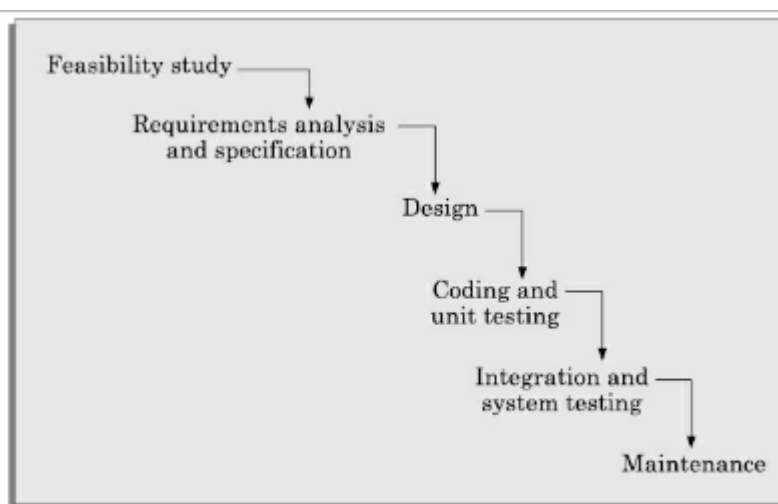 Feasibility study
Requirements analysis
and specification
Design
Coding and
unit testing
Integration and
system testing
Maintenance